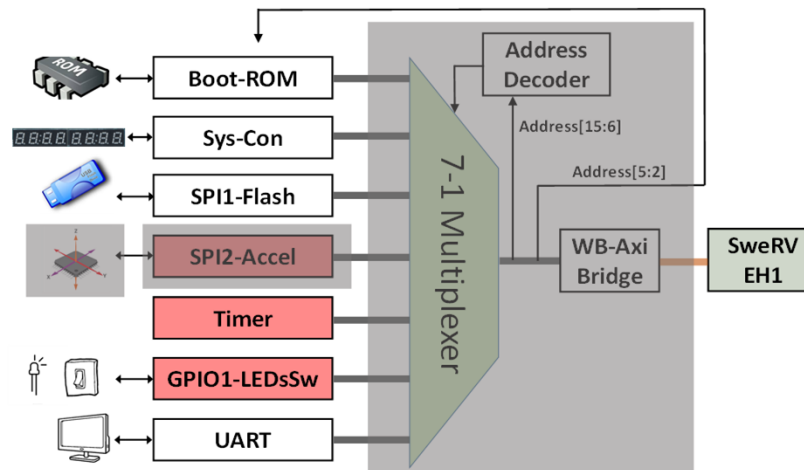 ROM
Boot-ROM
Sys-Con
SPI1-Flash
SPI2-Accel
Timer
GPIO1-LEDsSw
UART
7-1 Multiplexer
Address
Decoder
Address[15:6]
Address[5:2]
WB-Axi
Bridge
SweRV
EH1